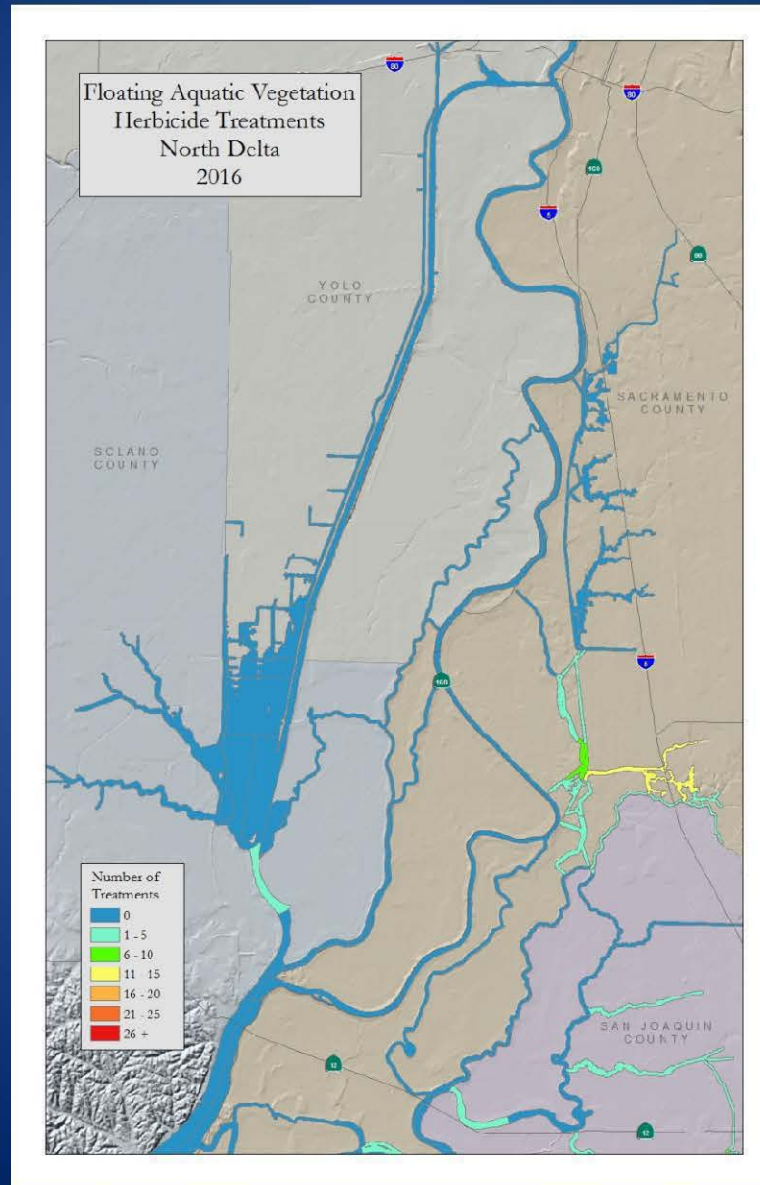 Floating Aquatic Vegetation
Herbicide Treatments
North Delta
2016
80
80
160
5
99
YOLO
COUNTY
SACRAMENTO
COUNTY
SOLANO
COUNTY
160
5
Number of
Treatments
0
1 - 5
6 - 10
11 - 15
16 - 20
21 - 25
26 +
SAN JOAQUIN
COUNTY
12
12